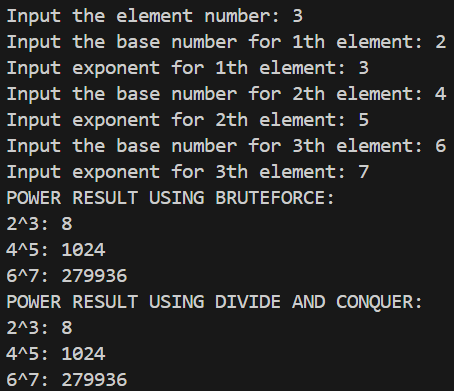 Input the element number: 3
Input the base number for 1th element: 2
Input exponent for 1th element: 3
Input the base number for 2th element: 4
Input exponent for 2th element: 5
Input the base number for 3th element: 6
Input exponent for 3th element: 7
POWER RESULT USING BRUTEFORCE:
2^3: 8
4^5: 1024
6^7: 279936
POWER RESULT USING DIVIDE AND CONQUER:
2^3: 8
4^5: 1024
6^7: 279936